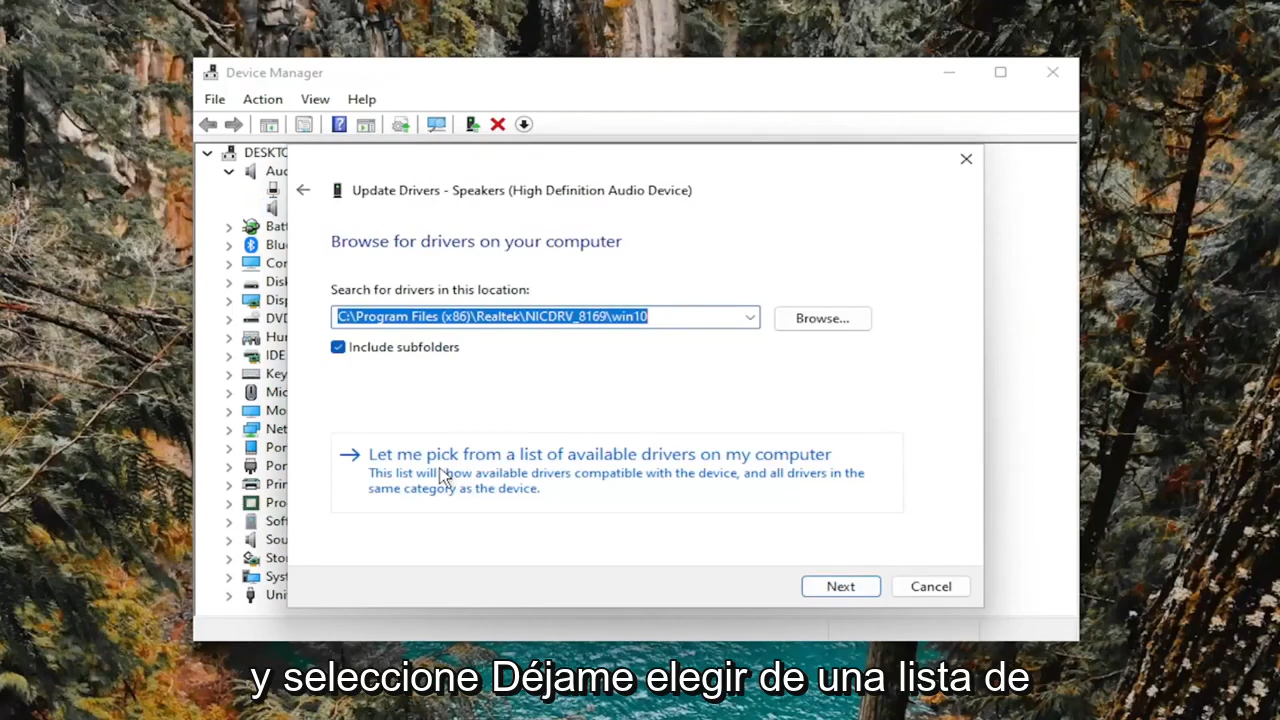 Device Manager
File Action View Help
DESKTO
Aud
Batt
Blu
Con
Disk
Disp
DVD
Hum
IDE
Key
Mic
Mo
Net
Por
Por
Prin
Pro
Soft
Sou
Sto
Syst
Uni
Update Drivers - Speakers (High Definition Audio Device)
Browse for drivers on your computer
Search for drivers in this location:
C:\Program Files (x86)\Realtek\NICDRV_8169\win10
Browse...
Include subfolders
Let me pick from a list of available drivers on my computer
This list will show available drivers compatible with the device, and all drivers in the
same category as the device.
Next Cancel
y seleccione Déjame elegir de una lista de